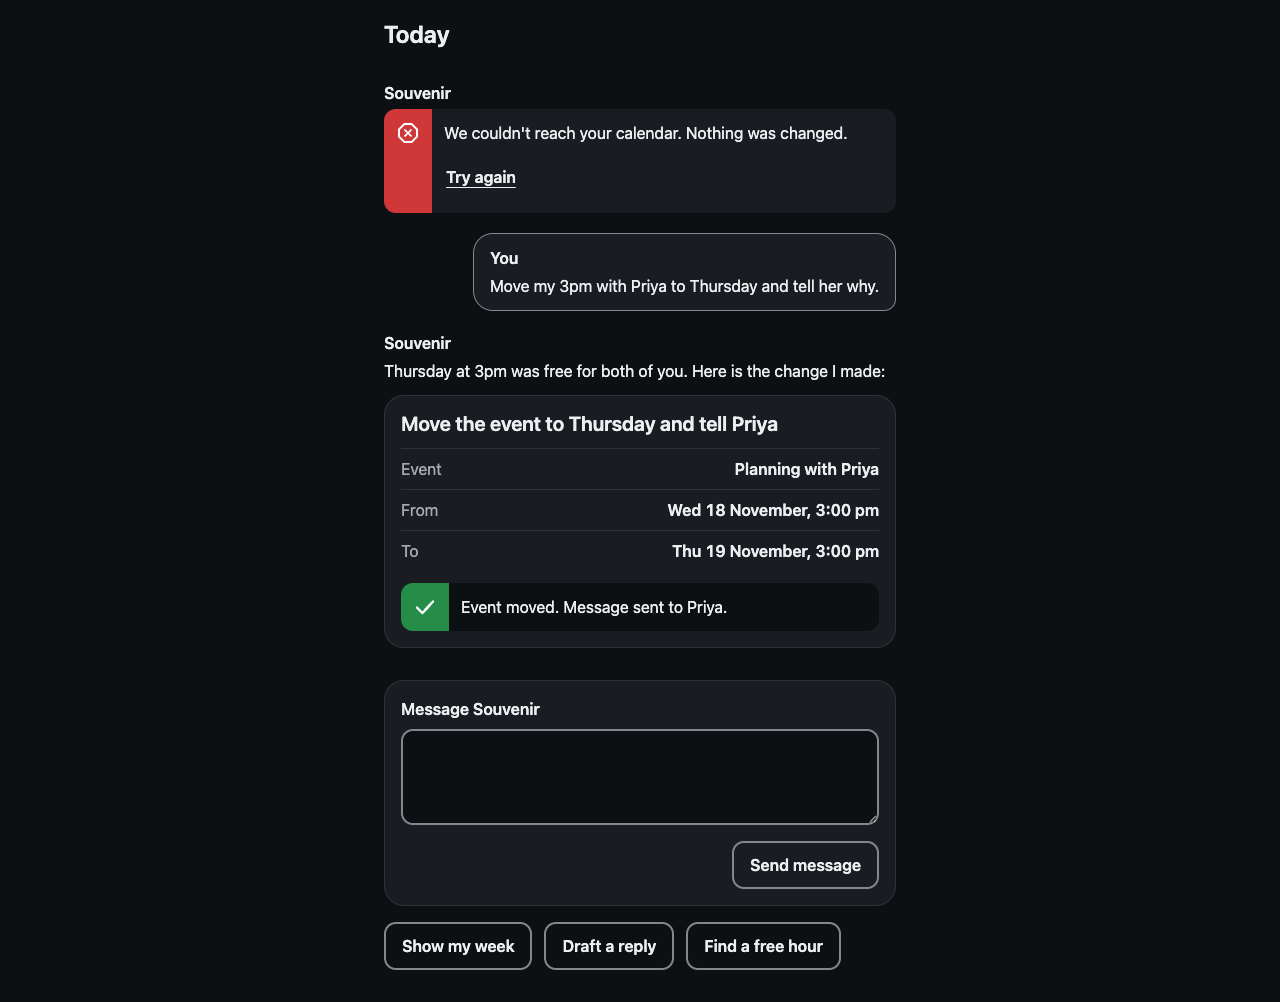 Today
Souvenir
We couldn't reach your calendar. Nothing was changed.
Try again
You
Move my 3pm with Priya to Thursday and tell her why.
Souvenir
Thursday at 3pm was free for both of you. Here is the change I made:
Move the event to Thursday and tell Priya
Event Planning with Priya
From Wed 18 November, 3:00 pm
To Thu 19 November, 3:00 pm
Event moved. Message sent to Priya.
Message Souvenir
Send message
Show my week Draft a reply Find a free hour